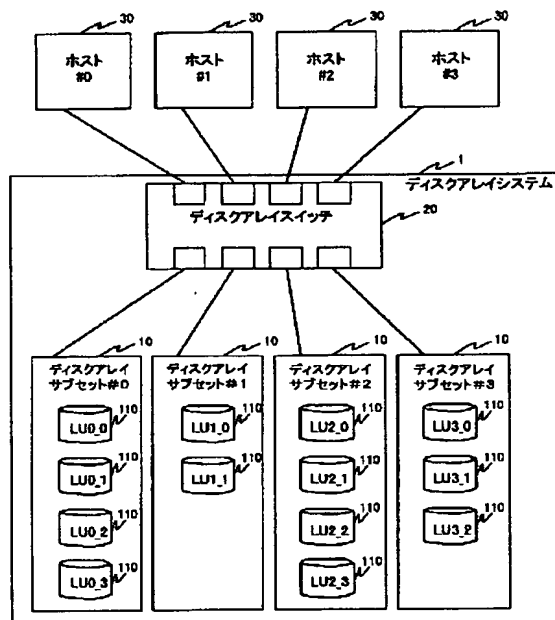 30 30 30 30
ホスト ホスト ホスト ホスト
#0 #1 #2 #3
1
ディスクアレイシステム
ディスクアレイスイッチ
20
10 10 10 10
ディスクアレイ ディスクアレイ ディスクアレイ ディスクアレイ
サブセット#0 サブセット#1 サブセット#2 サブセット#3
110 110 110 110
LU0_0 LU1_0 LU2_0 LU3_0
110 110 110 110
LU0_1 LU1_1 LU2_1 LU3_1
110 110 110
LU0_2 LU2_2 LU3_2
110 110
LU0_3 LU2_3